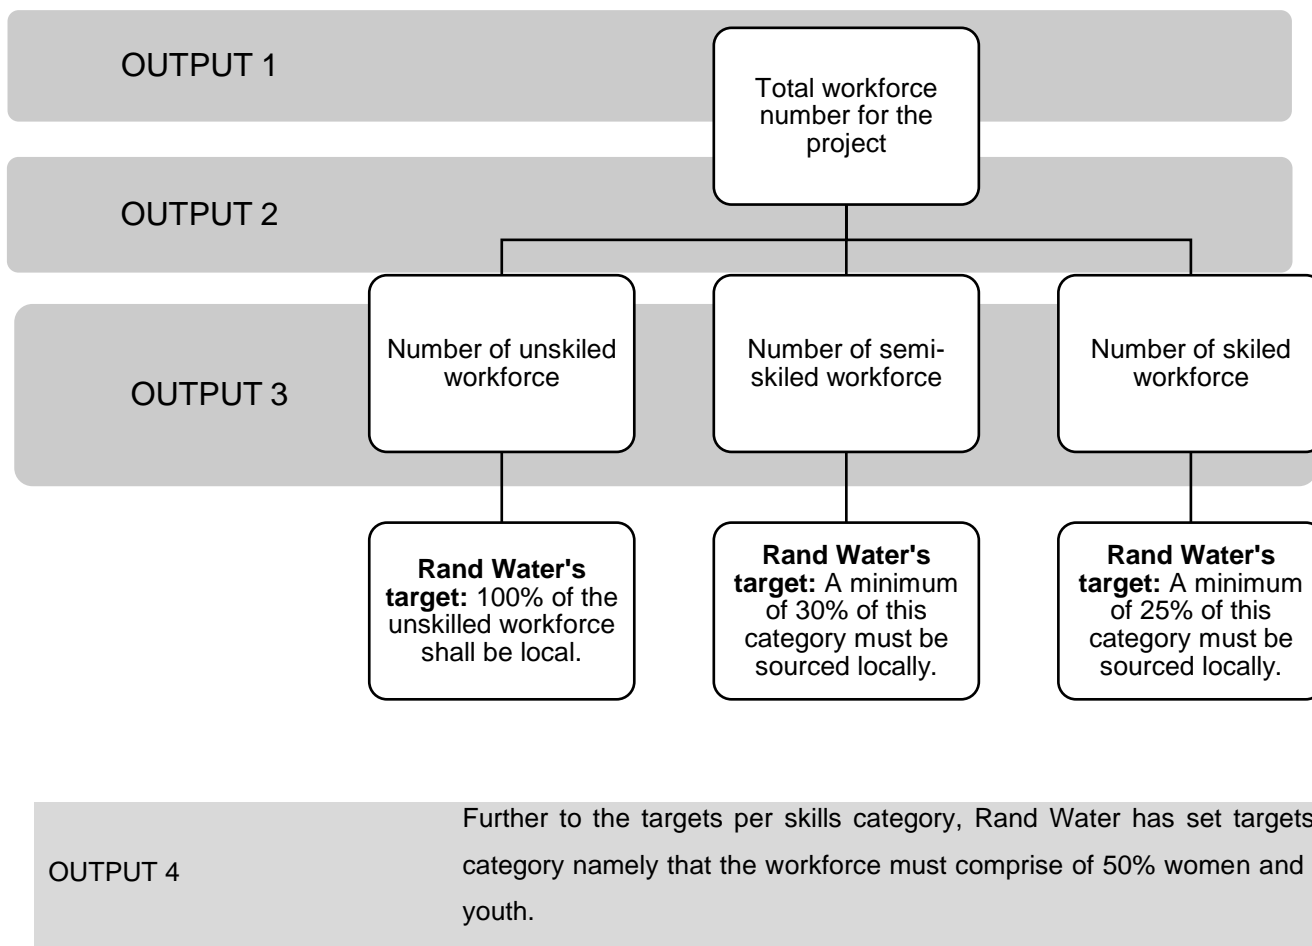 OUTPUT 1
Total workforce
number for the
project
OUTPUT 2
Number of unskiled
workforce
Number of semi-
skiled workforce
Number of skiled
workforce
OUTPUT 3
Rand Water's
target: 100% of the
unskilled workforce
shall be local.
Rand Water's
target: A minimum
of 30% of this
category must be
sourced locally.
Rand Water's
target: A minimum
of 25% of this
category must be
sourced locally.
OUTPUT 4
Further to the targets per skills category, Rand Water has set targets
category namely that the workforce must comprise of 50% women and
youth.